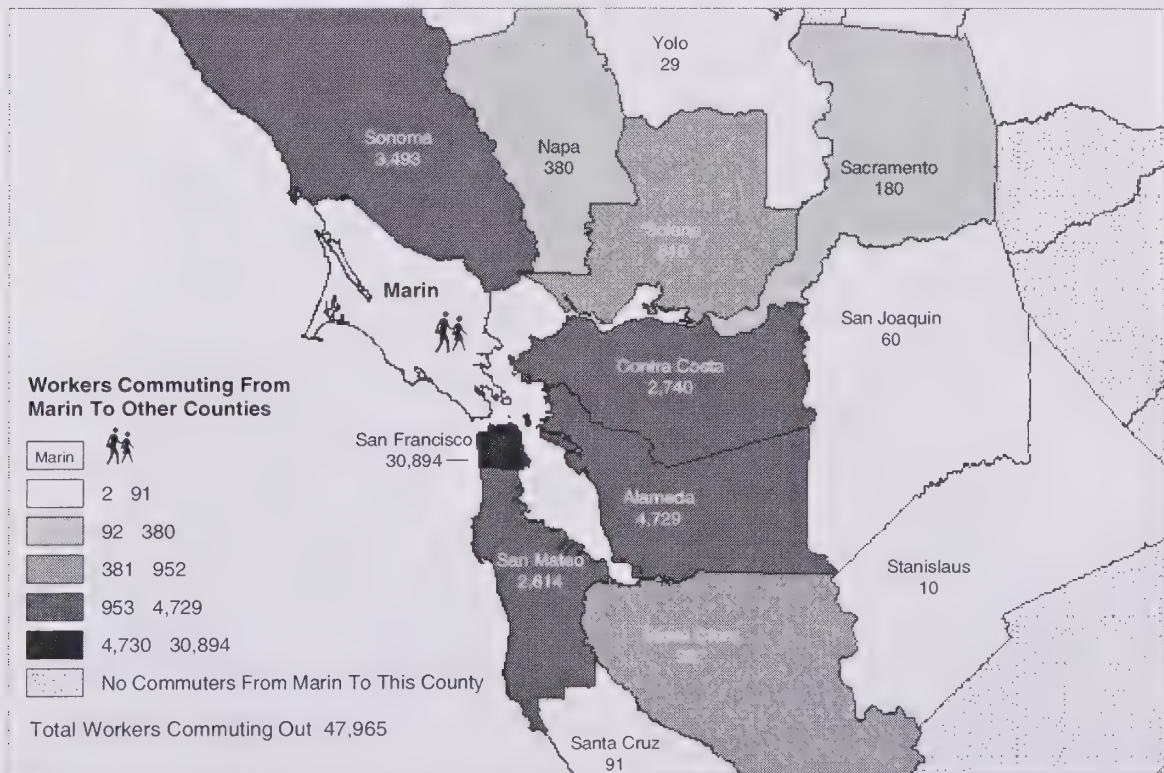 Yolo
29
Sonoma
3,493
Napa
380
Sacramento
180
Solano
Marin
San Joaquin
60
Contra Costa
2,740
Workers Commuting From
Marin To Other Counties
Marin
2 91
92 380
381 952
953 4,729
4,730 30,894
No Commuters From Marin To This County
Total Workers Commuting Out 47,965
San Francisco
30,894
Alameda
4,729
San Mateo
2,614
Stanislaus
10
Santa Cruz
91